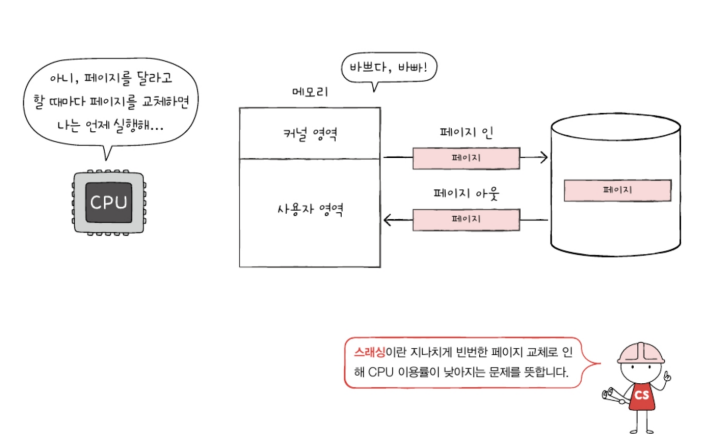 아니, 페이지를 달라고
할 때마다 페이지를 교체하면
나는 언제 실행해...
CPU
바쁘다, 바빠!
메모리
커널 영역
사용자 영역
페이지 인
페이지
페이지 아웃
페이지
페이지
스래싱이란 지나치게 빈번한 페이지 교체로 인
해 CPU 이용률이 낮아지는 문제를 뜻합니다.
CS